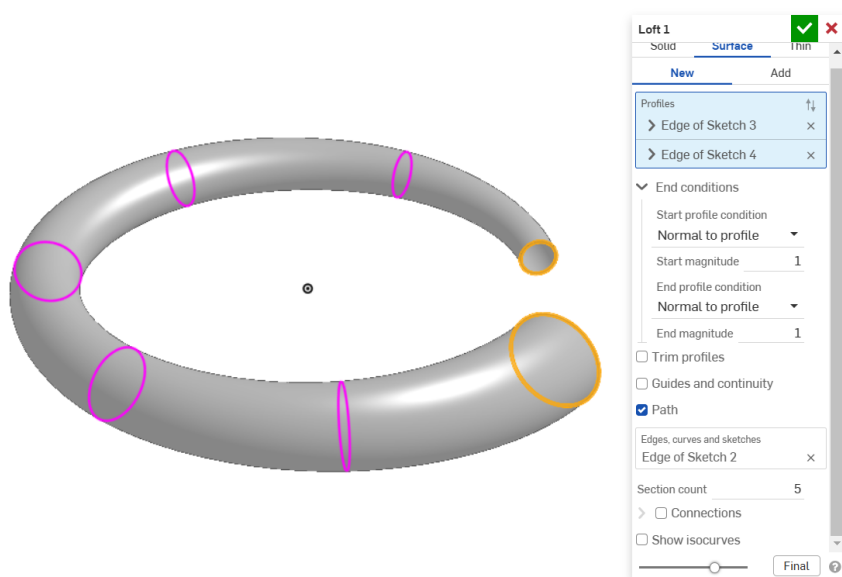 Loft 1
Solid Surface Thin
New Add
Profiles
Edge of Sketch 3
Edge of Sketch 4
End conditions
Start profile condition
Normal to profile
Start magnitude 1
End profile condition
Normal to profile
End magnitude 1
Trim profiles
Guides and continuity
Path
Edges, curves and sketches
Edge of Sketch 2
Section count 5
Connections
Show isocurves
Final